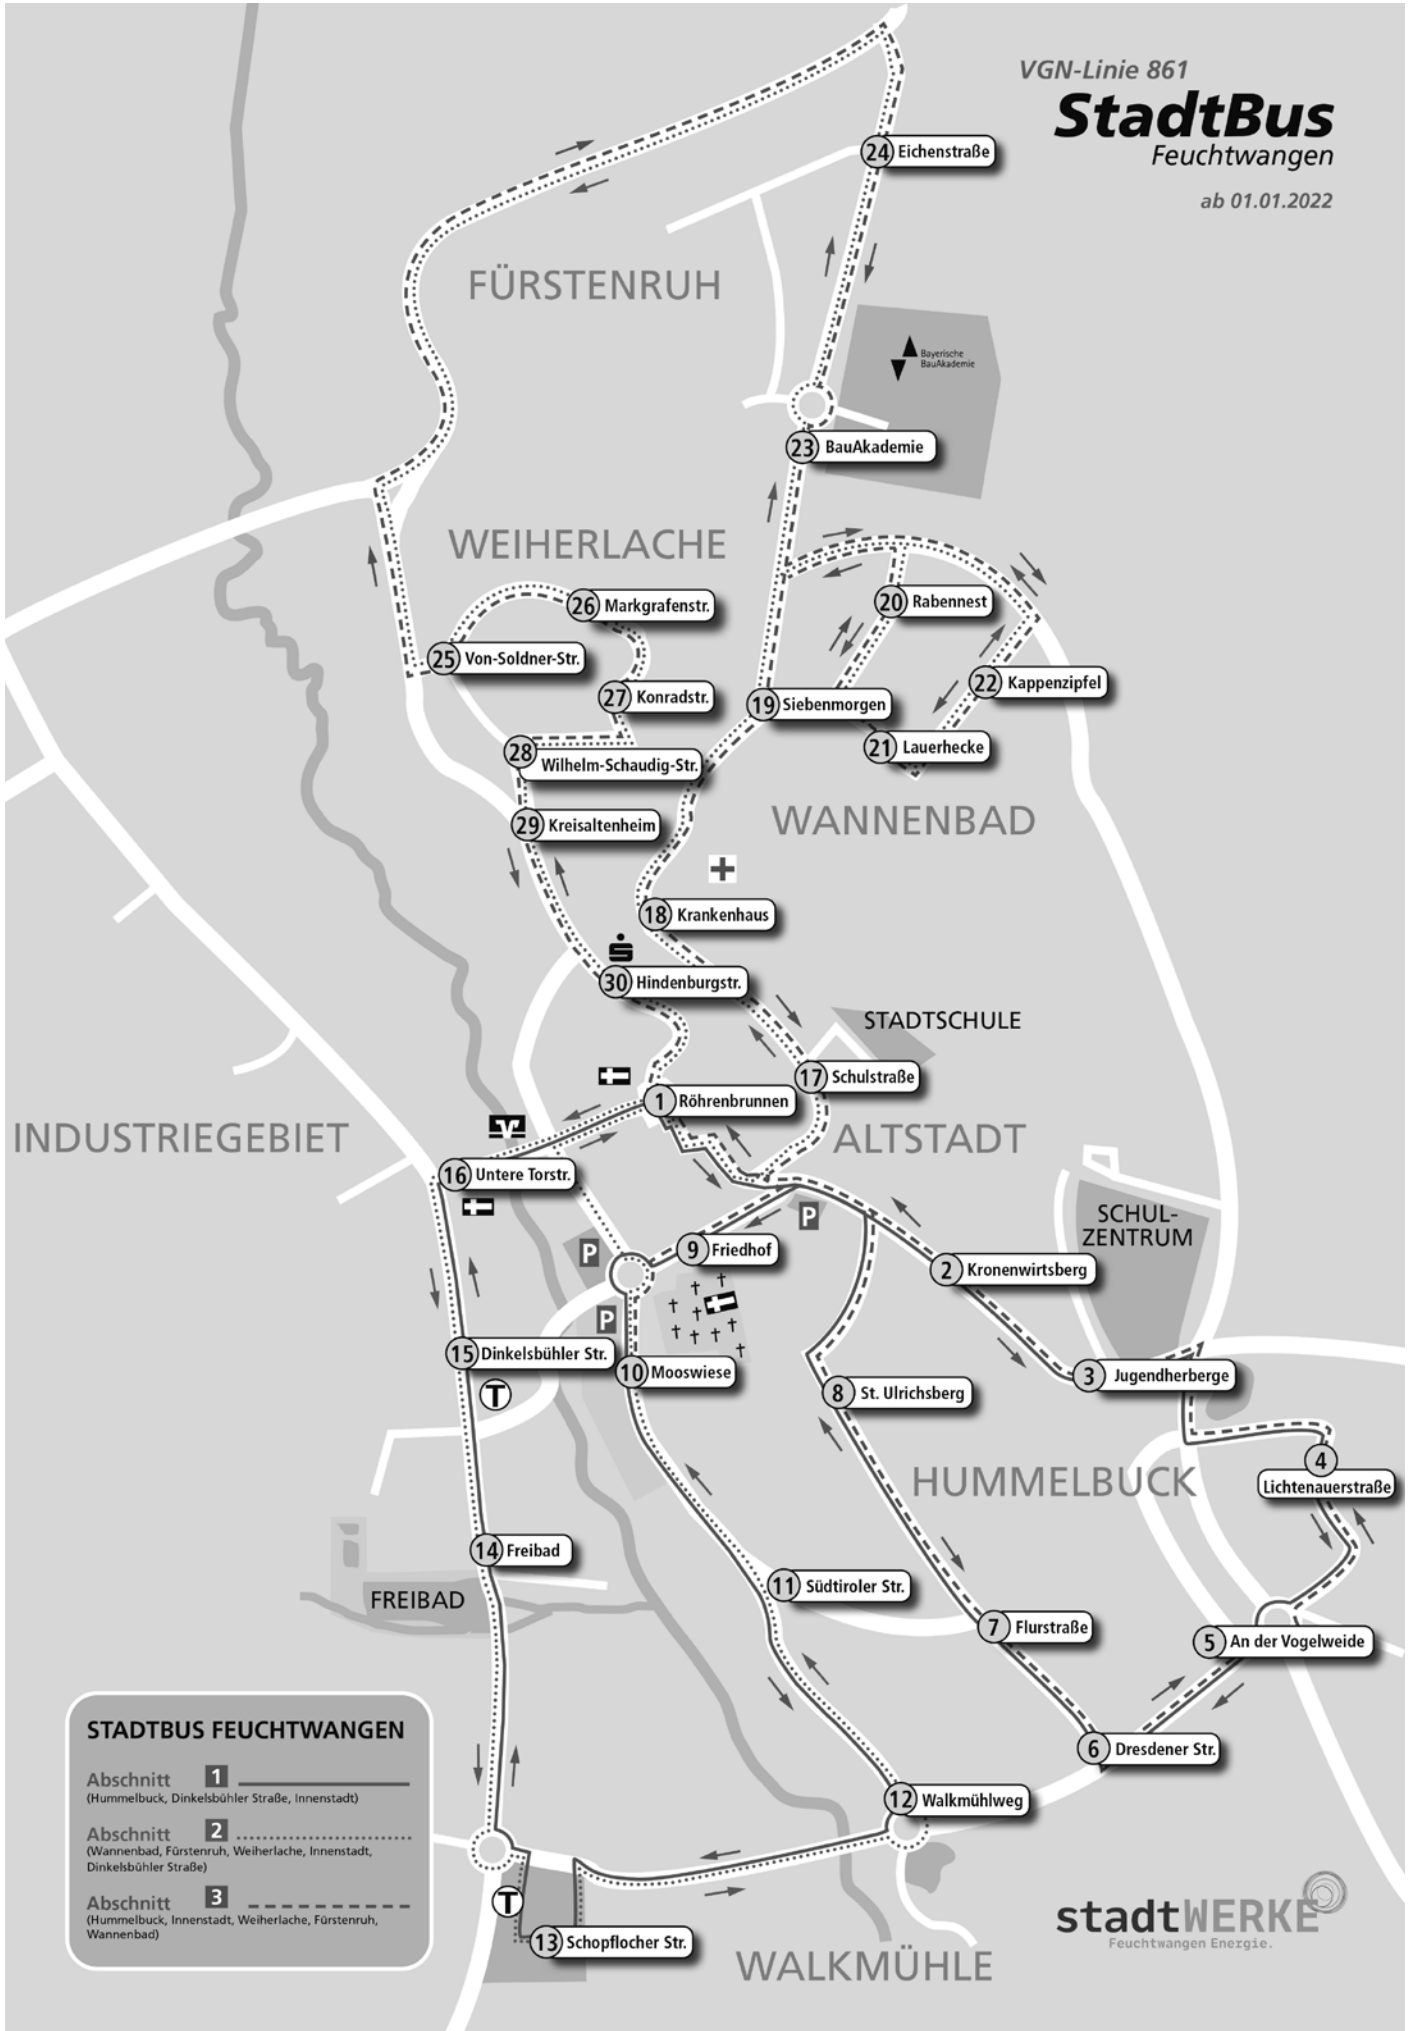 VGN-Linie 861
StadtBus
Feuchtwangen
ab 01.01.2022
24 Eichenstraße
FÜRSTENRUH
Bayerische
BauAkademie
23 BauAkademie
WEIHERLACHE
26 Markgrafenstr.
20 Rabennest
25 Von-Soldner-Str.
27 Konradstr.
22 Kappenzipfel
19 Siebenmorgen
21 Lauerhecke
28 Wilhelm-Schaudig-Str.
29 Kreisaltenheim
WANNENBAD
18 Krankenhaus
30 Hindenburgstr.
STADTSCHULE
17 Schulstraße
1 Röhrenbrunnen
INDUSTRIEGEBIET
ALTSTADT
16 Untere Torstr.
P
SCHUL-
ZENTRUM
P
9 Friedhof
2 Kronenwirtsberg
P
15 Dinkelsbühler Str.
10 Mooswiese
3 Jugendherberge
T
8 St. Ulrichsberg
HUMMELBUCK
4
Lichtenauerstraße
14 Freibad
FREIBAD
11 Südtiroler Str.
7 Flurstraße
5 An der Vogelweide
6 Dresdener Str.
12 Walkmühlweg
T
13 Schopflocher Str.
WALKMÜHLE
STADTBUS FEUCHTWANGEN
Abschnitt 1
(Hummelbuck, Dinkelsbühler Straße, Innenstadt)
Abschnitt 2
(Wannenbad, Fürstenruh, Weiherlache, Innenstadt,
Dinkelsbühler Straße)
Abschnitt 3
(Hummelbuck, Innenstadt, Weiherlache, Fürstenruh,
Wannenbad)
stadtWERKE
Feuchtwangen Energie.